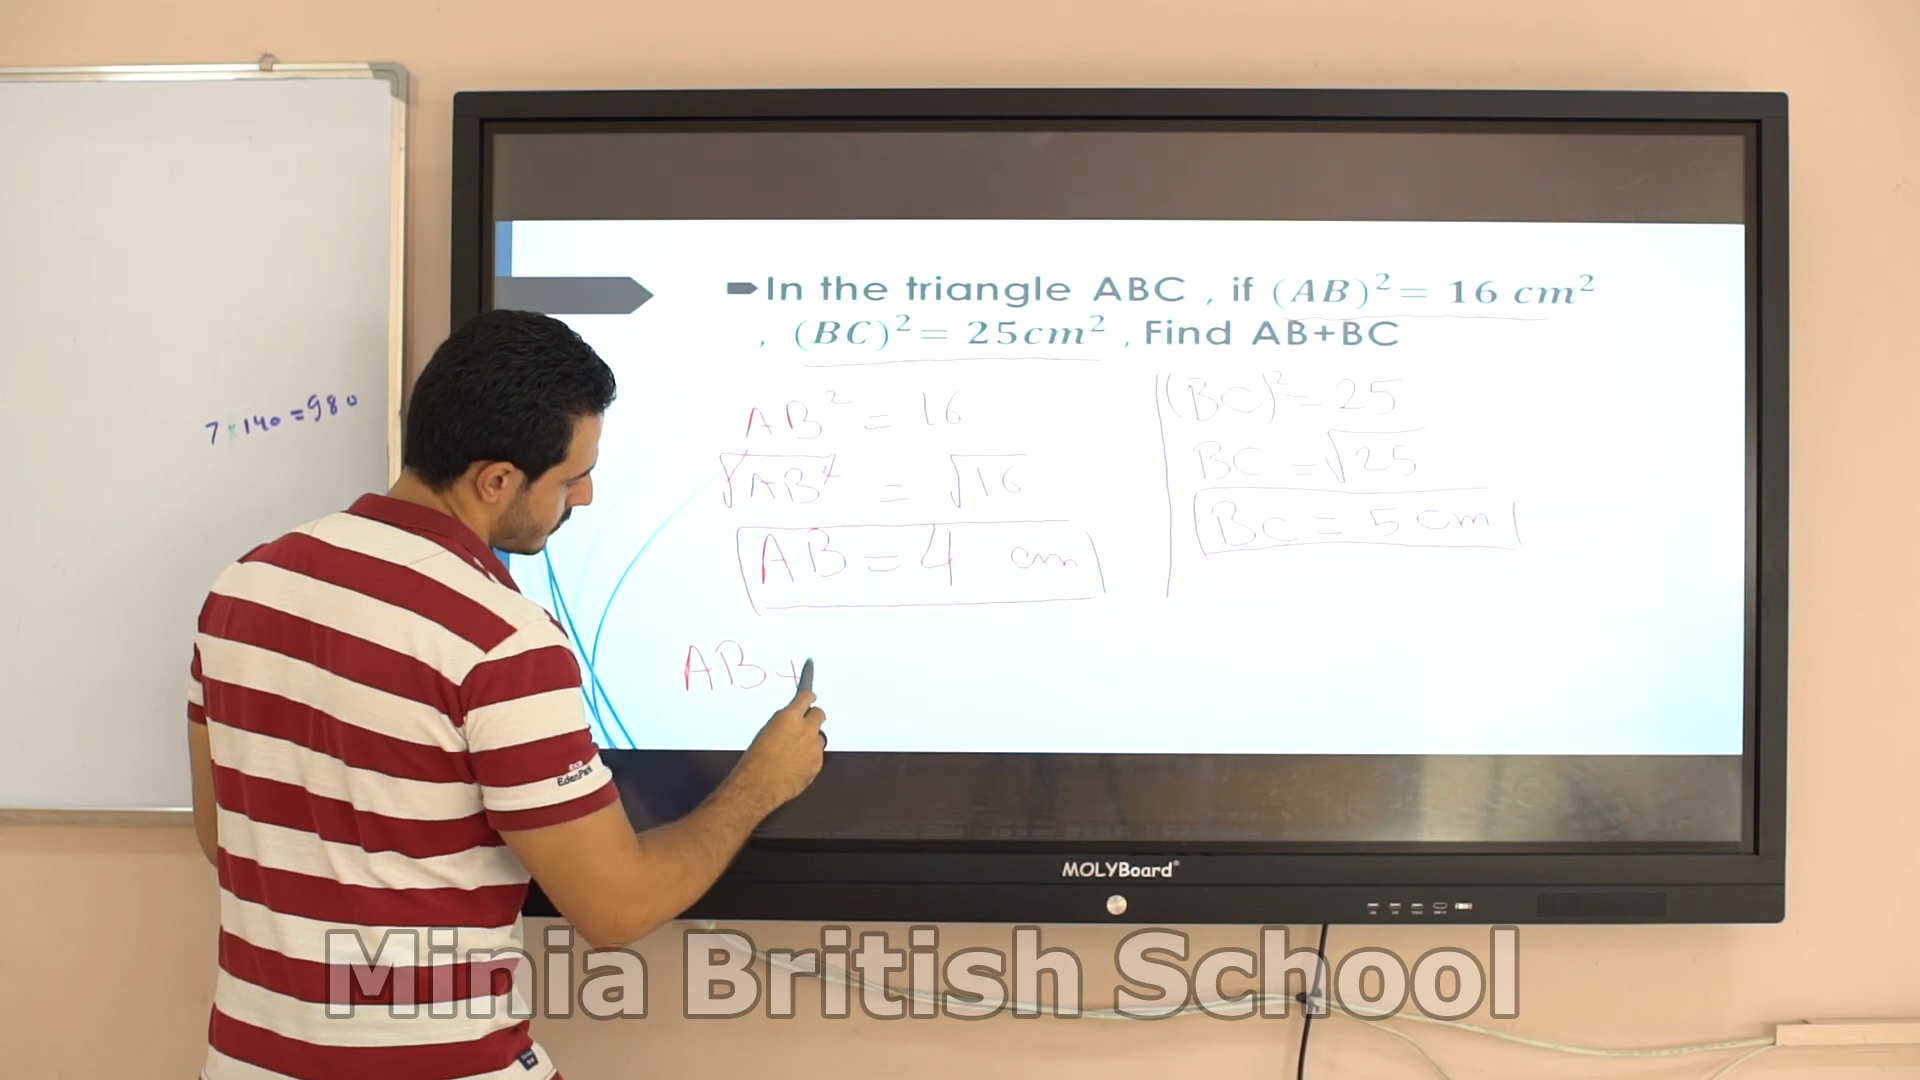 In the triangle ABC , if (AB)² = 16 cm²
, (BC)² = 25cm² , Find AB+BC
AB² = 16
√AB² = √16
AB = 4 cm
(BC)² = 25
BC = √25
BC = 5 cm
AB +
7 × 140 = 980
EdenPark
MOLYBoard
Minia British School